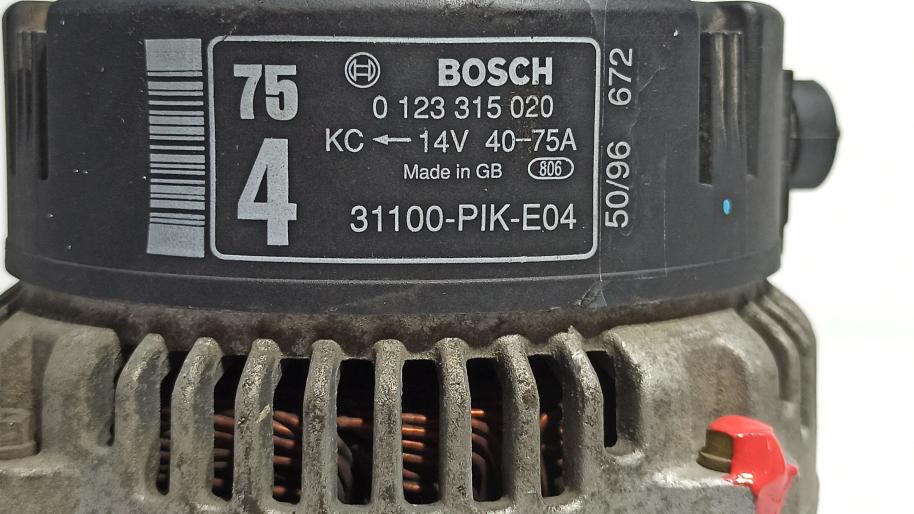 75
4
BOSCH
0 123 315 020
KC ← 14V 40-75A
Made in GB 806
31100-PIK-E04
50/96 672